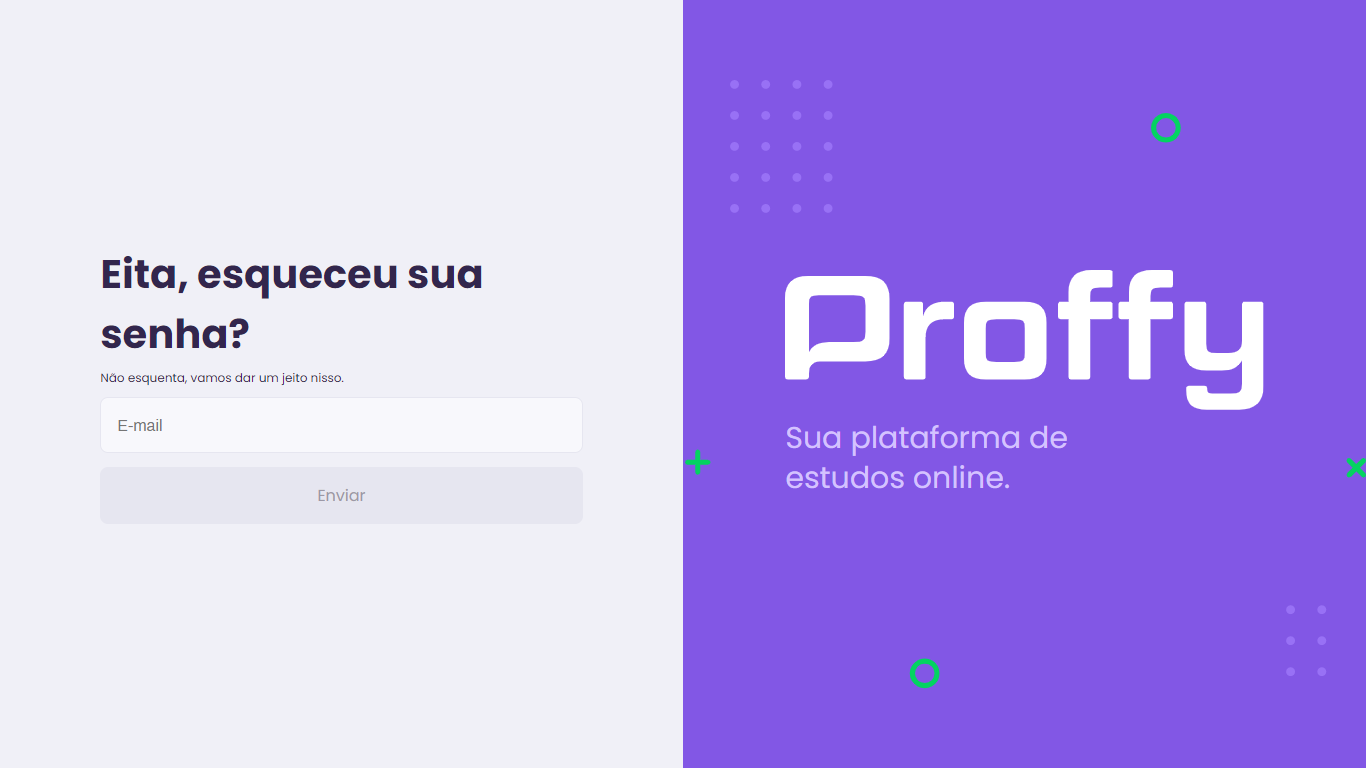 Eita, esqueceu sua
senha?
Não esquenta, vamos dar um jeito nisso.
E-mail
Enviar
Proffy
Sua plataforma de
estudos online.